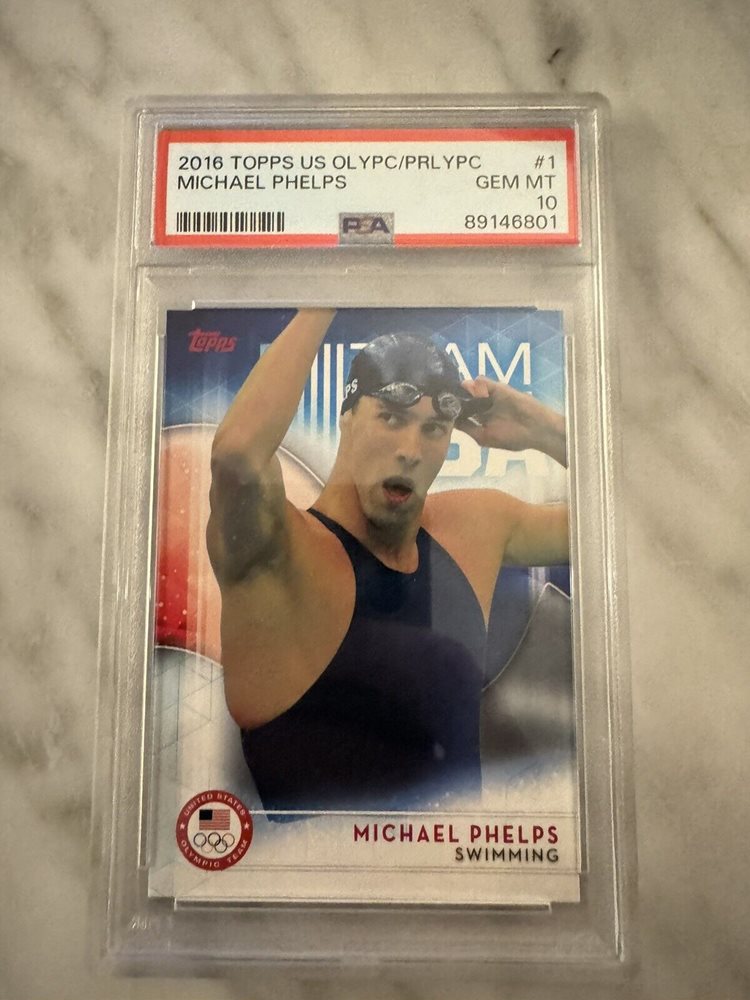 2016 TOPPS US OLYPC/PRLYPC #1
MICHAEL PHELPS GEM MT
10
PSA 89146801
Topps
TEAM
UNITED STATES
OLYMPIC TEAM
MICHAEL PHELPS
SWIMMING